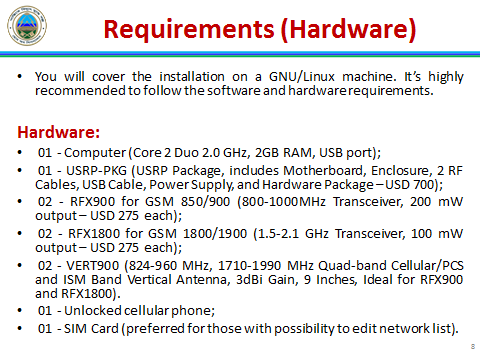 Requirements (Hardware)
• You will cover the installation on a GNU/Linux machine. It’s highly
recommended to follow the software and hardware requirements.
Hardware:
• 01 - Computer (Core 2 Duo 2.0 GHz, 2GB RAM, USB port);
• 01 - USRP-PKG (USRP Package, includes Motherboard, Enclosure, 2 RF
Cables, USB Cable, Power Supply, and Hardware Package – USD 700);
• 02 - RFX900 for GSM 850/900 (800-1000MHz Transceiver, 200 mW
output – USD 275 each);
• 02 - RFX1800 for GSM 1800/1900 (1.5-2.1 GHz Transceiver, 100 mW
output – USD 275 each);
• 02 - VERT900 (824-960 MHz, 1710-1990 MHz Quad-band Cellular/PCS
and ISM Band Vertical Antenna, 3dBi Gain, 9 Inches, Ideal for RFX900
and RFX1800).
• 01 - Unlocked cellular phone;
• 01 - SIM Card (preferred for those with possibility to edit network list).
8